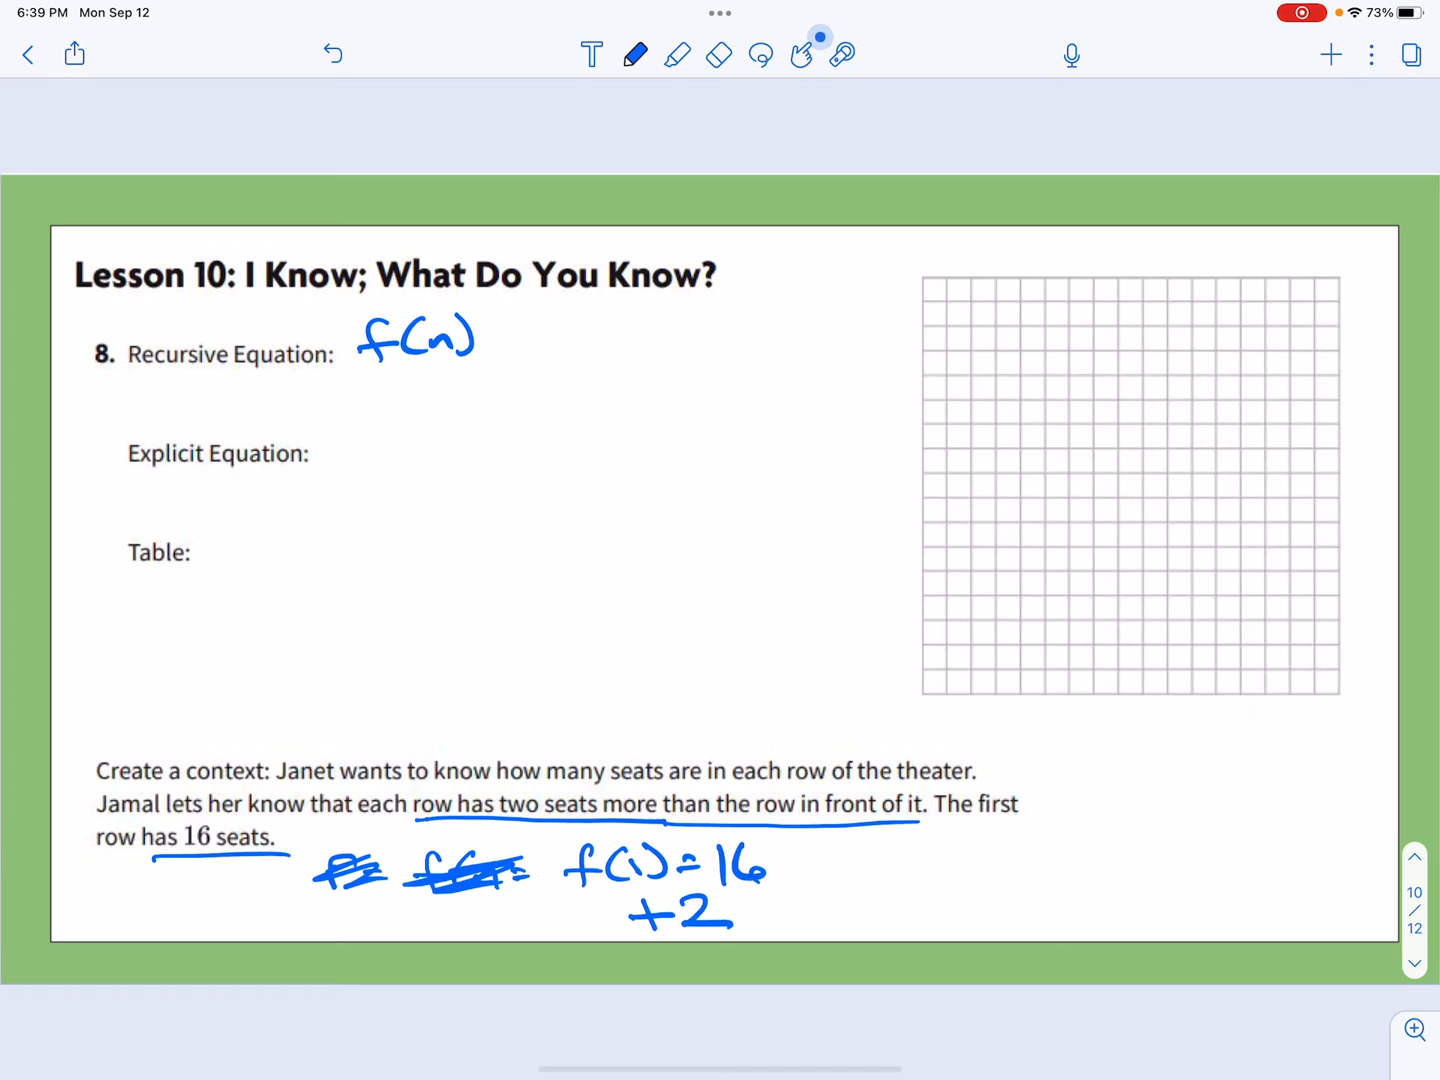 6:39 PM Mon Sep 12
73%
T
Lesson 10: I Know; What Do You Know?
8. Recursive Equation: f(n)
Explicit Equation:
Table:
Create a context: Janet wants to know how many seats are in each row of the theater.
Jamal lets her know that each row has two seats more than the row in front of it. The first
row has 16 seats.
f(1)=16
+2
10
/
12